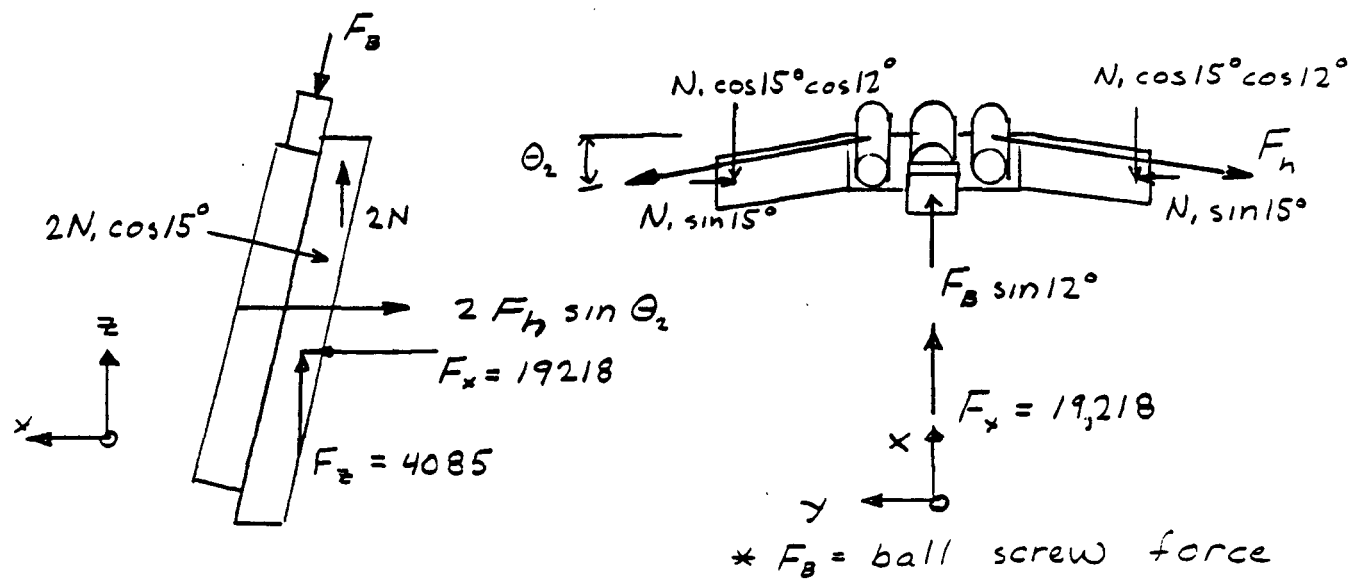 F_B
2N₁ cos15°
2N
2 F_h sin θ₂
F_x = 19218
F_z = 4085
z
x
N₁ cos15° cos12°
N₁ cos15° cos12°
θ₂
F_h
N₁ sin15°
N₁ sin15°
F_B sin12°
F_x = 19,218
x
y
* F_B = ball screw force